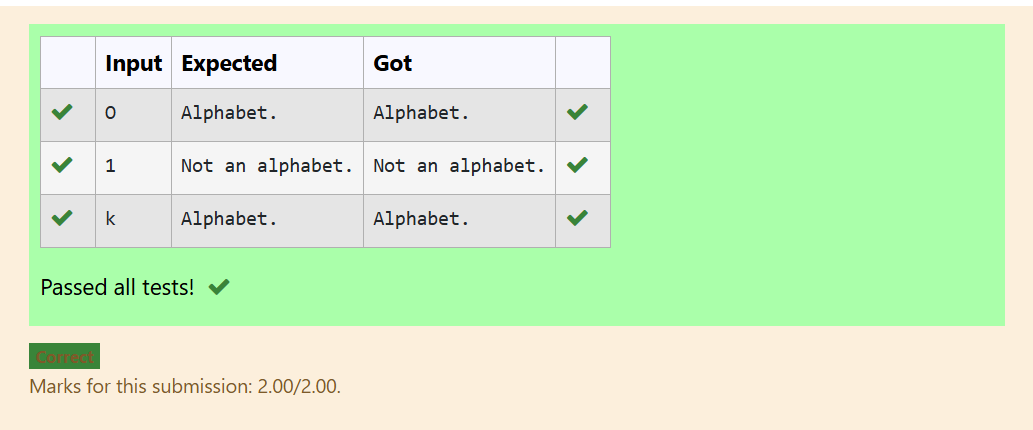 Input Expected Got
O Alphabet. Alphabet.
1 Not an alphabet. Not an alphabet.
k Alphabet. Alphabet.
Passed all tests!
Correct
Marks for this submission: 2.00/2.00.